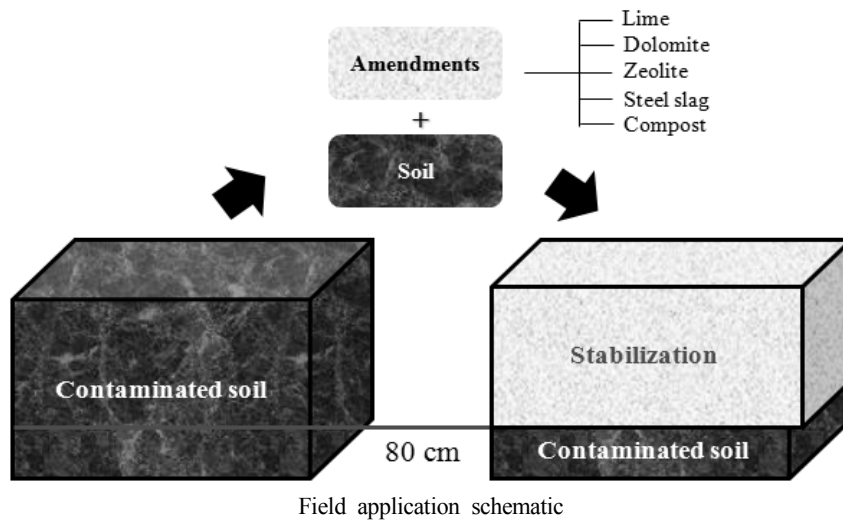 Lime
Dolomite
Amendments
Zeolite
Steel slag
+
Compost
Soil
Stabilization
Contaminated soil
80 cm
Contaminated soil
Field application schematic